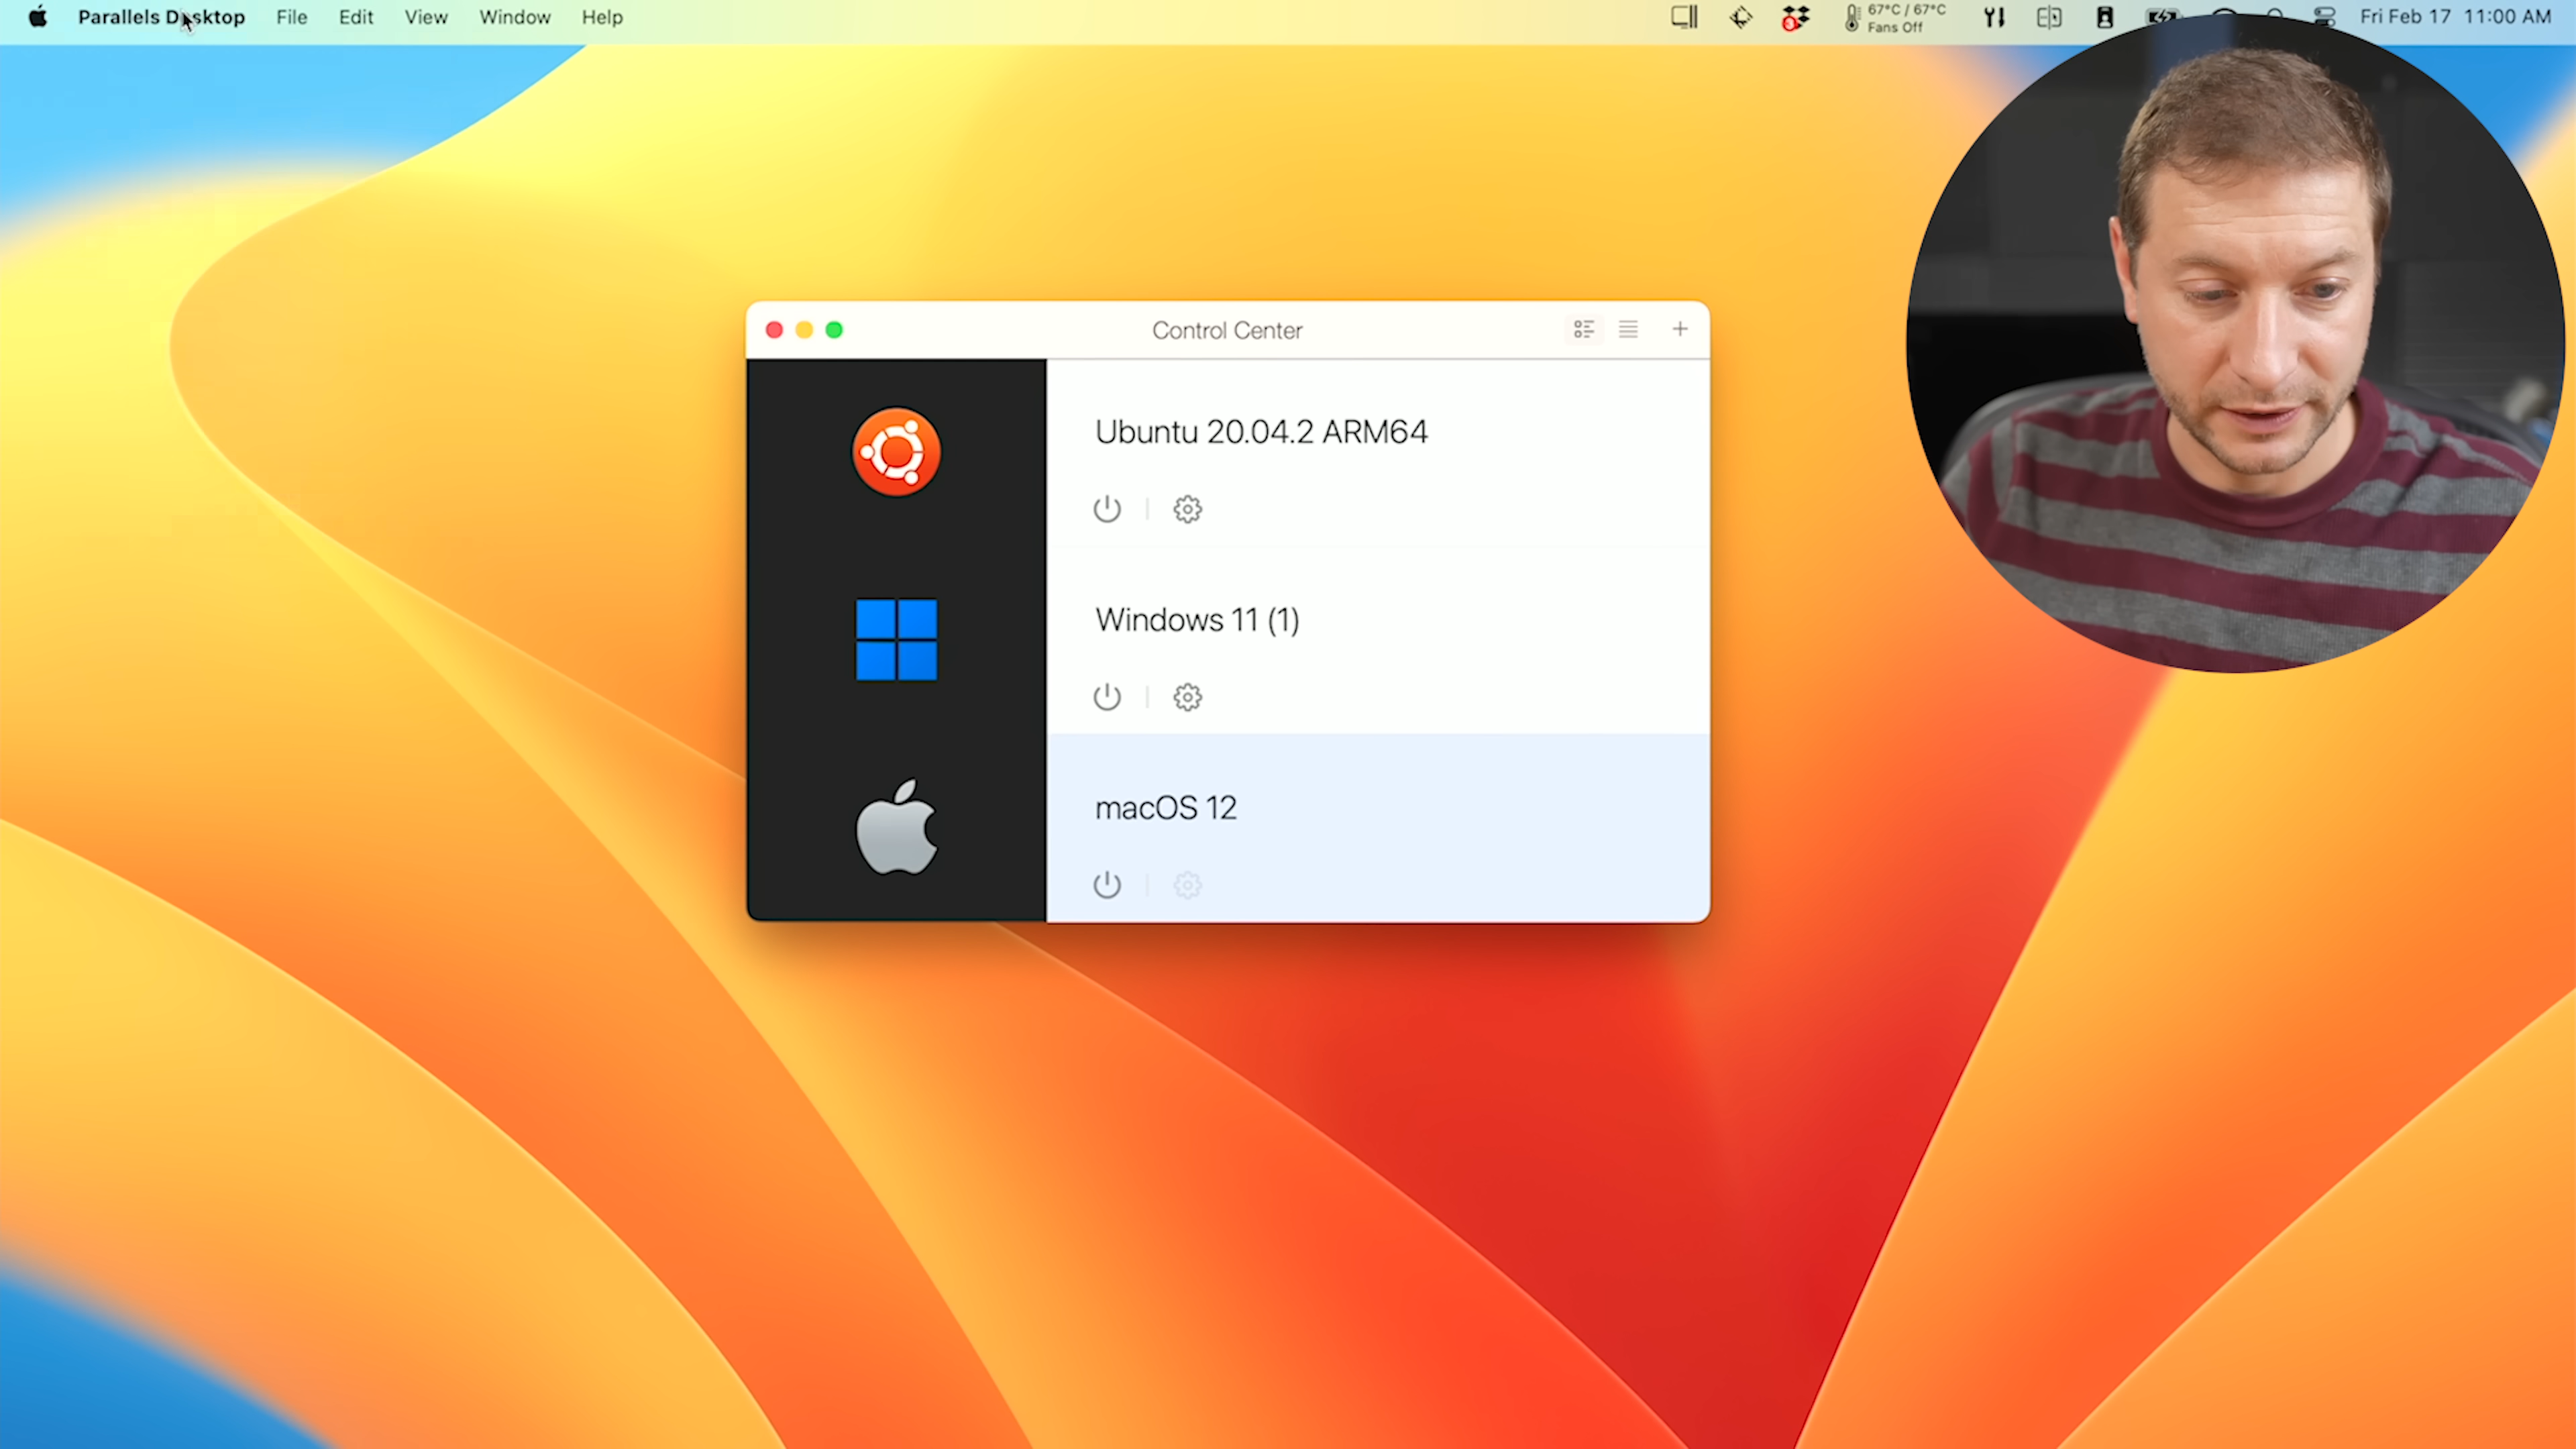 Parallels Desktop File Edit View Window Help
67°C / 67°C
Fans Off
Fri Feb 17 11:00 AM
3
Control Center
Ubuntu 20.04.2 ARM64
Windows 11 (1)
macOS 12